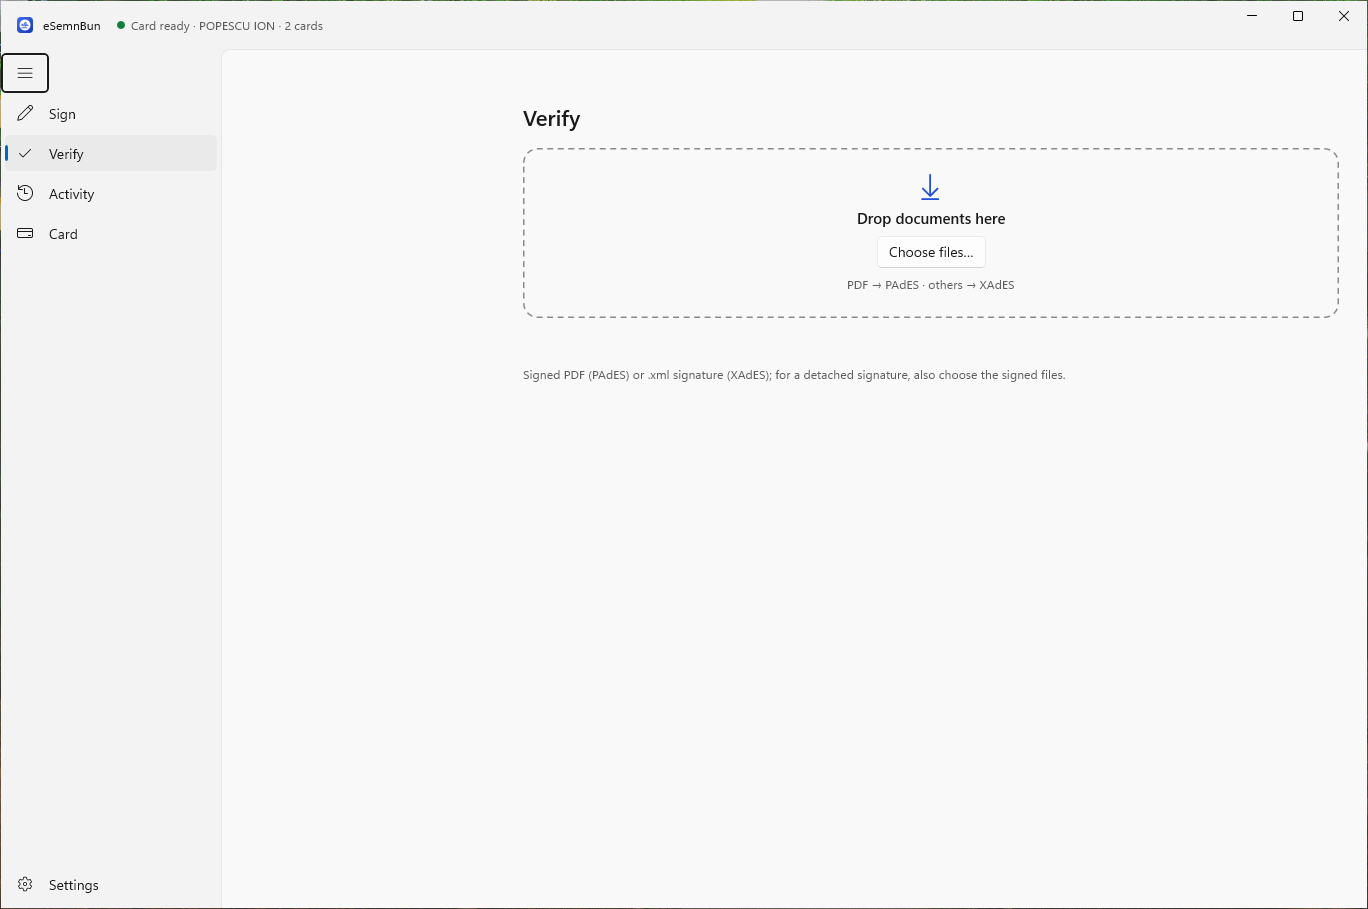 eSemnBun
Card ready · POPESCU ION · 2 cards
Sign
Verify
Activity
Card
Settings
Verify
Drop documents here
Choose files...
PDF → PAdES · others → XAdES
Signed PDF (PAdES) or .xml signature (XAdES); for a detached signature, also choose the signed files.